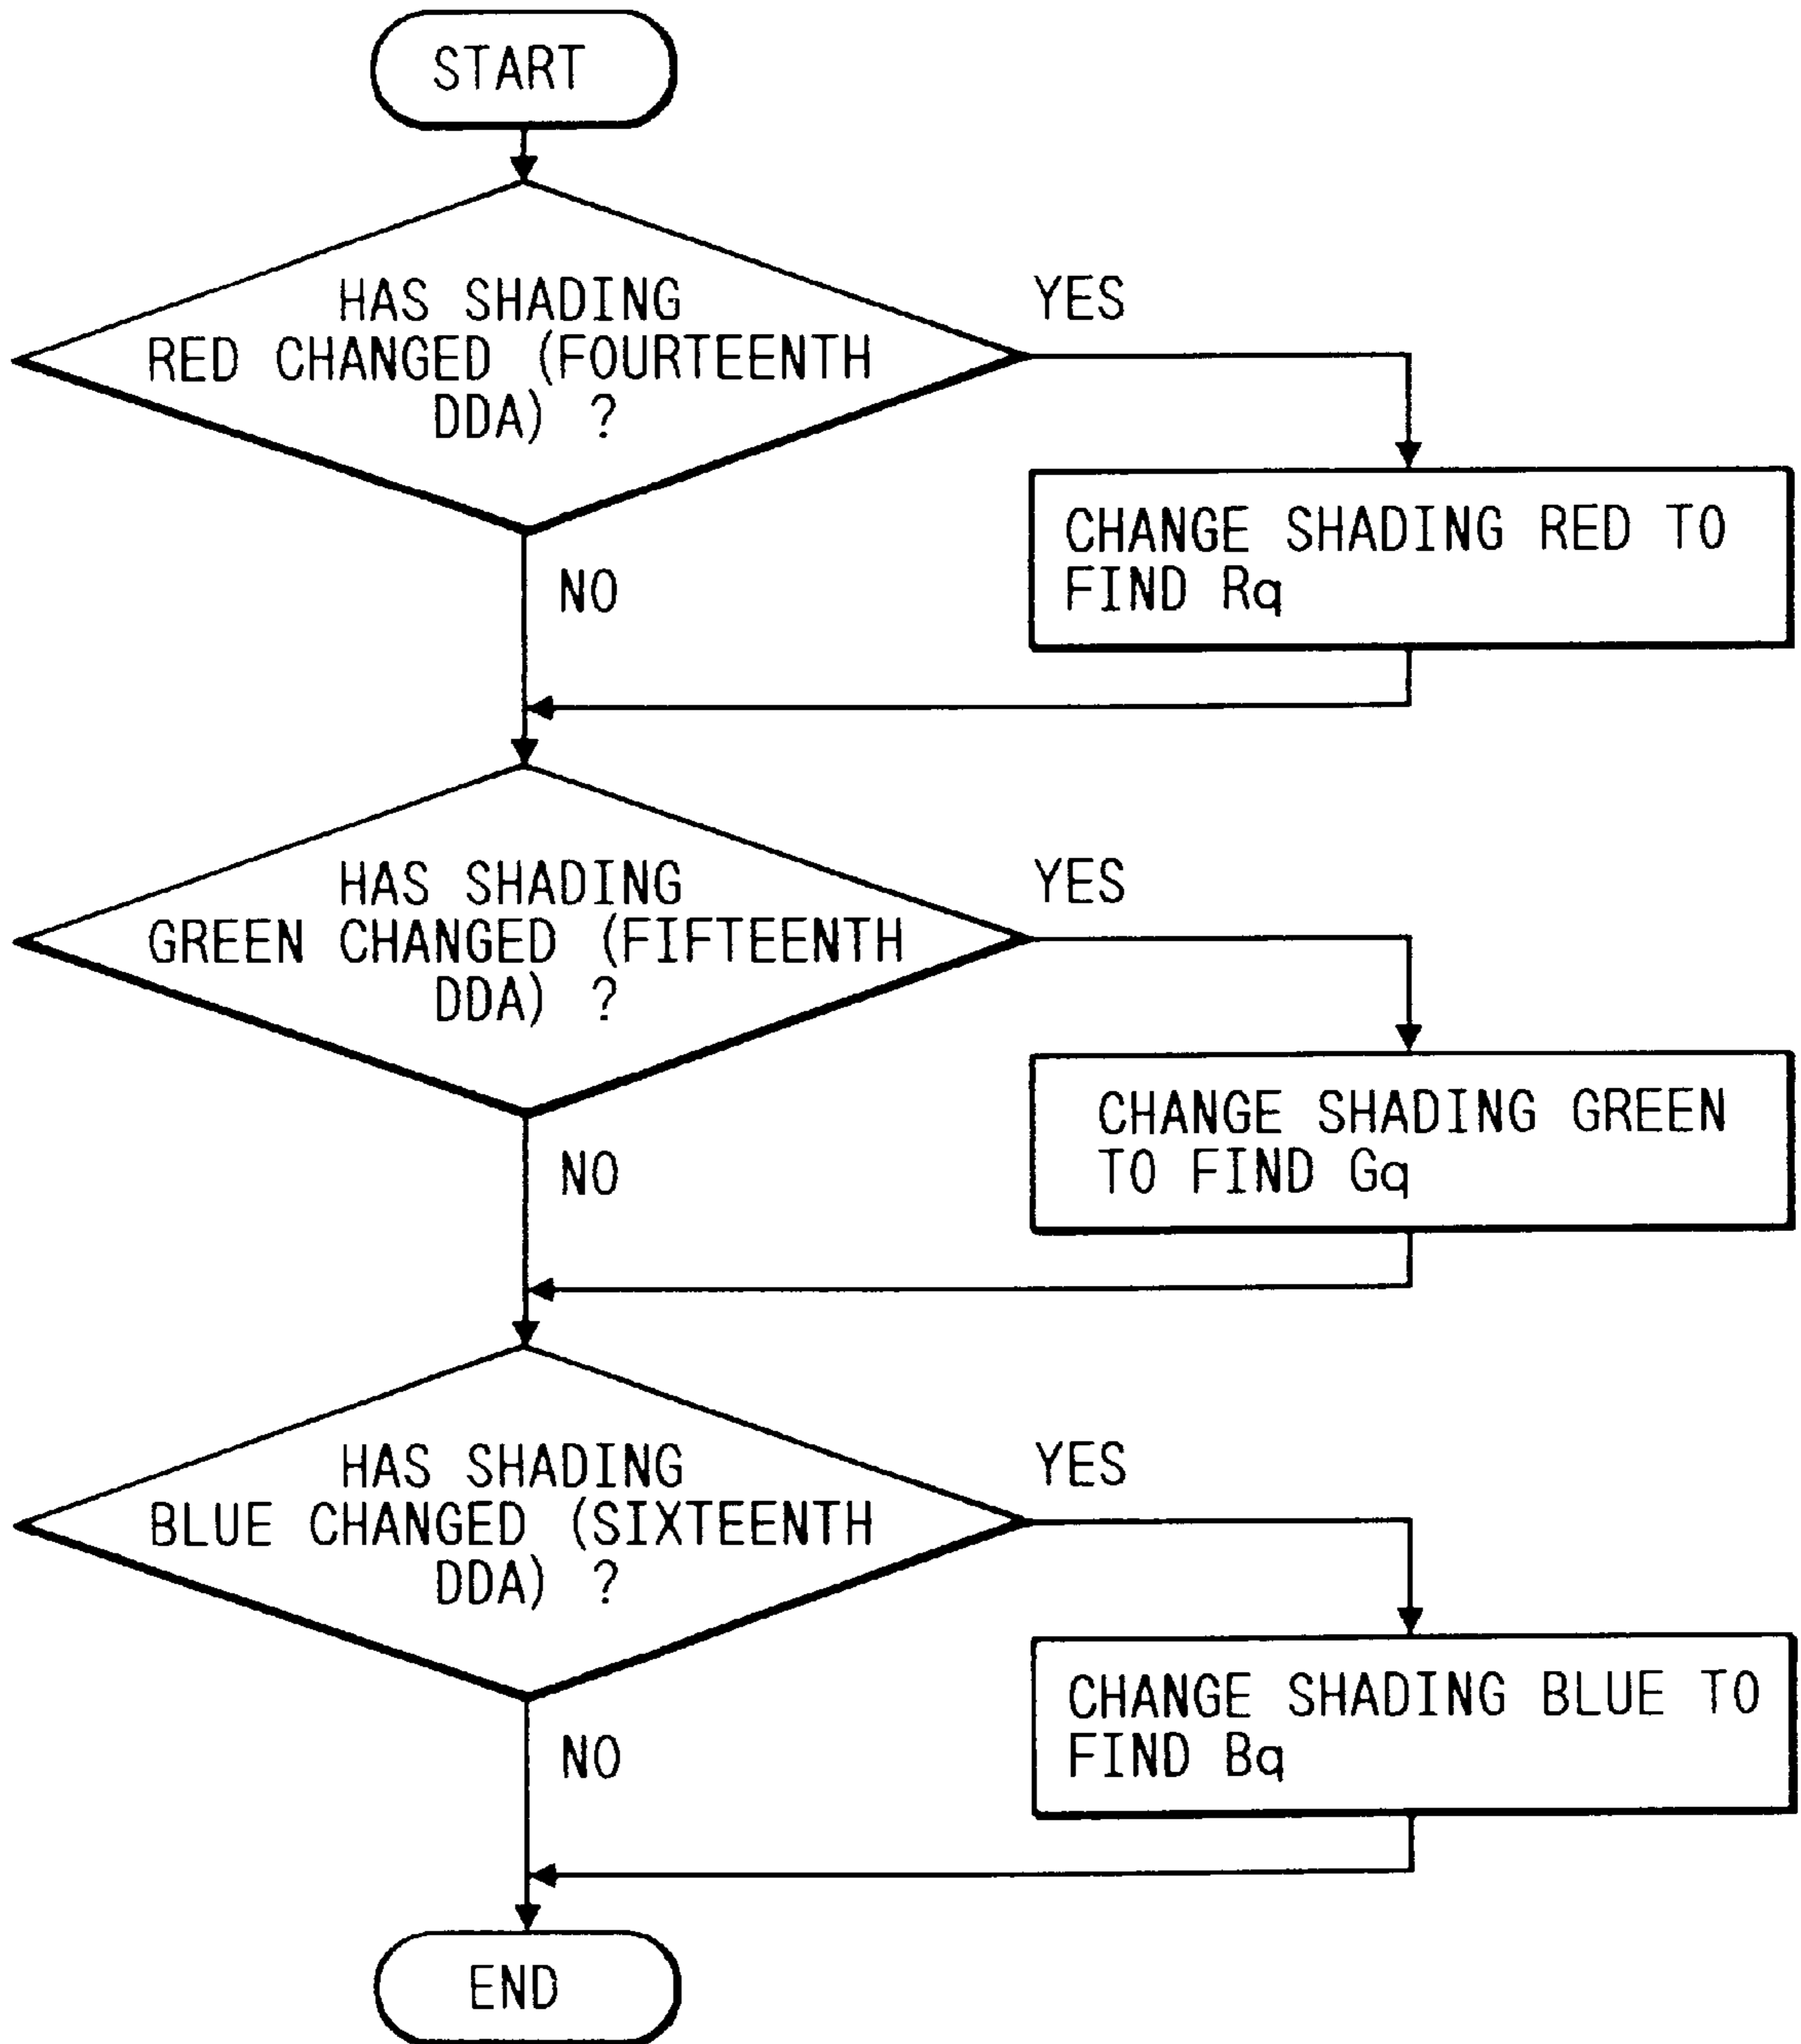 START
HAS SHADING
RED CHANGED (FOURTEENTH
DDA) ?
YES
CHANGE SHADING RED TO
FIND Rq
NO
HAS SHADING
GREEN CHANGED (FIFTEENTH
DDA) ?
YES
CHANGE SHADING GREEN
TO FIND Gq
NO
HAS SHADING
BLUE CHANGED (SIXTEENTH
DDA) ?
YES
CHANGE SHADING BLUE TO
FIND Bq
NO
END